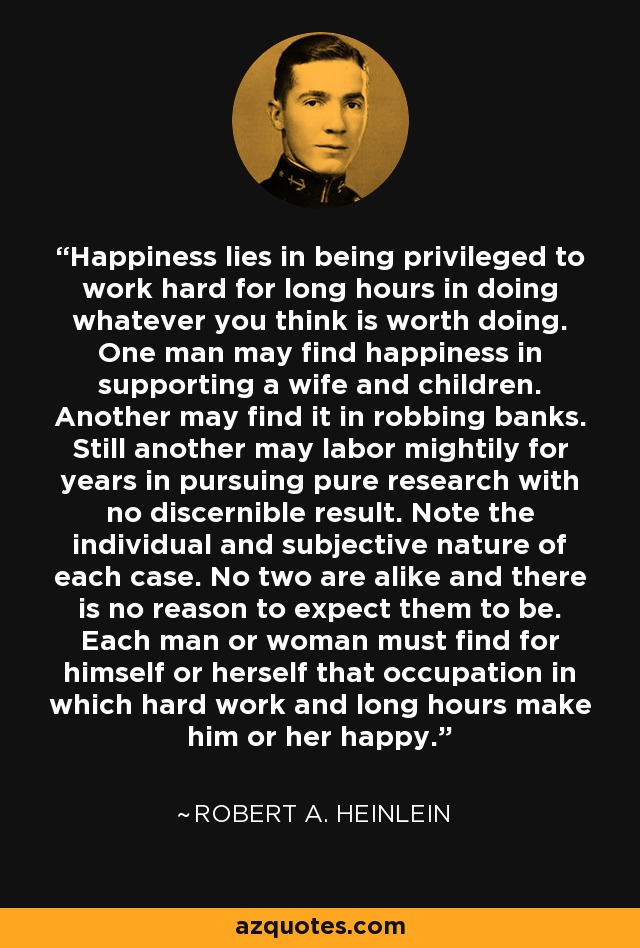 “Happiness lies in being privileged to
work hard for long hours in doing
whatever you think is worth doing.
One man may find happiness in
supporting a wife and children.
Another may find it in robbing banks.
Still another may labor mightily for
years in pursuing pure research with
no discernible result. Note the
individual and subjective nature of
each case. No two are alike and there
is no reason to expect them to be.
Each man or woman must find for
himself or herself that occupation in
which hard work and long hours make
him or her happy.”
~ROBERT A. HEINLEIN
azquotes.com